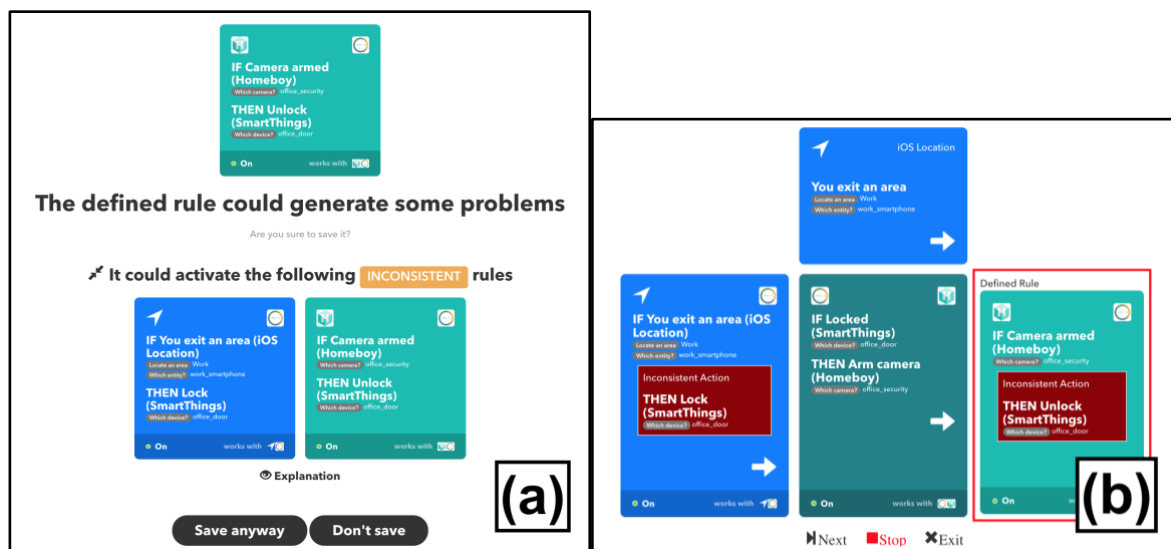 IF Camera armed
(Homeboy)
Which camera? office_security
THEN Unlock
(SmartThings)
Which device? office_door
On works with
The defined rule could generate some problems
Are you sure to save it?
It could activate the following INCONSISTENT rules
IF You exit an area (iOS
Location)
Locate an area Work
Which entity? work_smartphone
THEN Lock
(SmartThings)
Which device? office_door
On works with
IF Camera armed
(Homeboy)
Which camera? office_security
THEN Unlock
(SmartThings)
Which device? office_door
On works with
Explanation
Save anyway Don't save
(a)
iOS Location
You exit an area
Locate an area Work
Which entity? work_smartphone
IF You exit an area (iOS
Location)
Locate an area Work
Which entity? work_smartphone
Inconsistent Action
THEN Lock
(SmartThings)
Which device? office_door
On works with
IF Locked
(SmartThings)
Which device? office_door
THEN Arm camera
(Homeboy)
Which camera? office_security
On works with
Defined Rule
IF Camera armed
(Homeboy)
Which camera? office_security
Inconsistent Action
THEN Unlock
(SmartThings)
Which device? office_door
On
(b)
Next Stop Exit